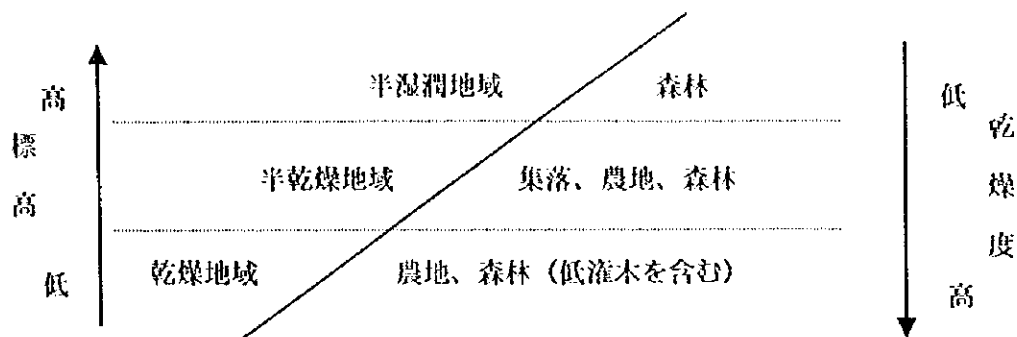 高
標
高
低
半湿潤地域 森林
半乾燥地域 集落、農地、森林
乾燥地域 農地、森林（低潅木を含む）
低
乾
燥
度
高